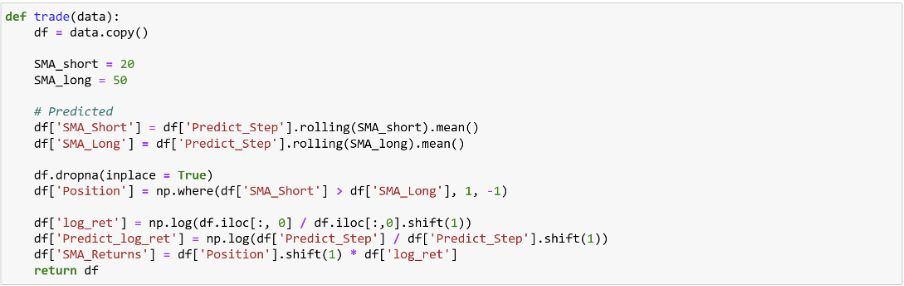 def trade(data):
    df = data.copy()

    SMA_short = 20
    SMA_long = 50

    # Predicted
    df['SMA_Short'] = df['Predict_Step'].rolling(SMA_short).mean()
    df['SMA_Long'] = df['Predict_Step'].rolling(SMA_long).mean()

    df.dropna(inplace = True)
    df['Position'] = np.where(df['SMA_Short'] > df['SMA_Long'], 1, -1)

    df['log_ret'] = np.log(df.iloc[:, 0] / df.iloc[:,0].shift(1))
    df['Predict_log_ret'] = np.log(df['Predict_Step'] / df['Predict_Step'].shift(1))
    df['SMA_Returns'] = df['Position'].shift(1) * df['log_ret']
    return df